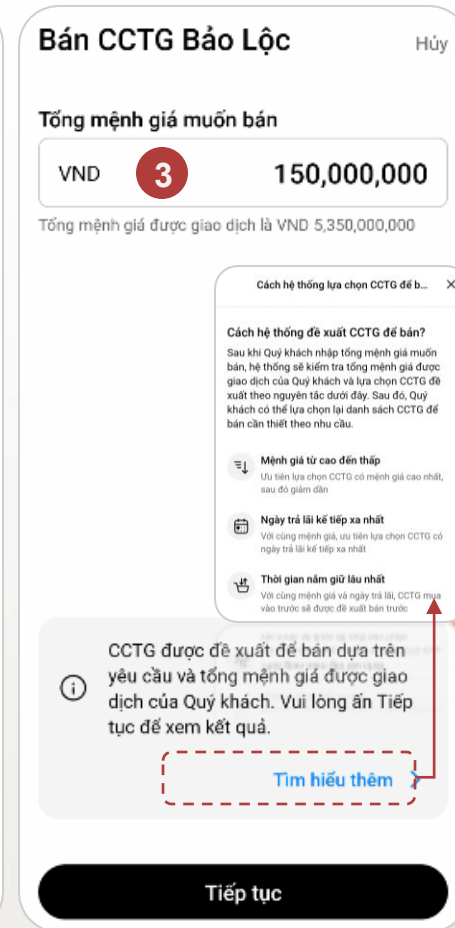 Bán CCTG Bảo Lộc
Hủy
Tổng mệnh giá muốn bán
VND
3
150,000,000
Tổng mệnh giá được giao dịch là VND 5,350,000,000
Cách hệ thống lựa chọn CCTG để b...
Cách hệ thống đề xuất CCTG để bán?
Sau khi Quý khách nhập tổng mệnh giá muốn
bán, hệ thống sẽ kiểm tra tổng mệnh giá được
giao dịch của Quý khách và lựa chọn CCTG đề
xuất theo nguyên tắc dưới đây. Sau đó, Quý
khách có thể lựa chọn lại danh sách CCTG để
bán cần thiết theo nhu cầu.
Mệnh giá từ cao đến thấp
Ưu tiên lựa chọn CCTG có mệnh giá cao nhất,
sau đó giảm dần
Ngày trả lãi kế tiếp xa nhất
Với cùng mệnh giá, ưu tiên lựa chọn CCTG có
ngày trả lãi kế tiếp xa nhất
Thời gian nắm giữ lâu nhất
Với cùng mệnh giá và ngày trả lãi, CCTG mua
vào trước sẽ được đề xuất bán trước
CCTG được đề xuất để bán dựa trên
yêu cầu và tổng mệnh giá được giao
dịch của Quý khách. Vui lòng ấn Tiếp
tục để xem kết quả.
Tìm hiểu thêm
Tiếp tục